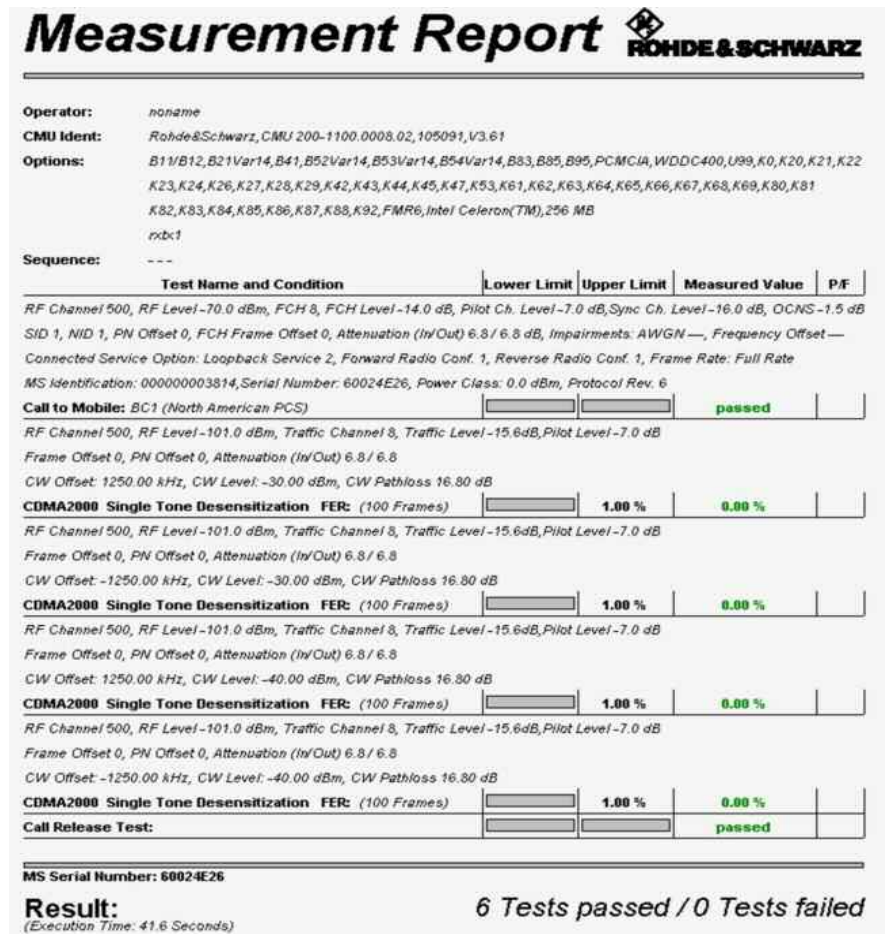 Measurement Report ROHDE&SCHWARZ
Operator: noname
CMU Ident: Rohde&Schwarz,CMU 200-1100.0008.02,105091,V3.61
Options: B11/B12,B21Var14,B41,B52Var14,B53Var14,B54Var14,B83,B85,B95,PCMCIA,WDDC400,U99,K0,K20,K21,K22
K23,K24,K26,K27,K28,K29,K42,K43,K44,K45,K47,K53,K61,K62,K63,K64,K65,K66,K67,K68,K69,K80,K81
K82,K83,K84,K85,K86,K87,K88,K92,FMR6,Intel Celeron(TM),256 MB
rxtx1
Sequence: ---
Test Name and Condition Lower Limit Upper Limit Measured Value P/F
RF Channel 500, RF Level -70.0 dBm, FCH 8, FCH Level -14.0 dB, Pilot Ch. Level -7.0 dB,Sync Ch. Level -16.0 dB, OCNS -1.5 dB
SID 1, NID 1, PN Offset 0, FCH Frame Offset 0, Attenuation (In/Out) 6.8 / 6.8 dB, Impairments: AWGN ---, Frequency Offset ---
Connected Service Option: Loopback Service 2, Forward Radio Conf. 1, Reverse Radio Conf. 1, Frame Rate: Full Rate
MS Identification: 000000003814,Serial Number: 60024E26, Power Class: 0.0 dBm, Protocol Rev. 6
Call to Mobile: BC1 (North American PCS) passed
RF Channel 500, RF Level -101.0 dBm, Traffic Channel 8, Traffic Level -15.6dB,Pilot Level -7.0 dB
Frame Offset 0, PN Offset 0, Attenuation (In/Out) 6.8 / 6.8
CW Offset: 1250.00 kHz, CW Level: -30.00 dBm, CW Pathloss 16.80 dB
CDMA2000 Single Tone Desensitization FER: (100 Frames) 1.00 % 0.00 %
RF Channel 500, RF Level -101.0 dBm, Traffic Channel 8, Traffic Level -15.6dB,Pilot Level -7.0 dB
Frame Offset 0, PN Offset 0, Attenuation (In/Out) 6.8 / 6.8
CW Offset: -1250.00 kHz, CW Level: -30.00 dBm, CW Pathloss 16.80 dB
CDMA2000 Single Tone Desensitization FER: (100 Frames) 1.00 % 0.00 %
RF Channel 500, RF Level -101.0 dBm, Traffic Channel 8, Traffic Level -15.6dB,Pilot Level -7.0 dB
Frame Offset 0, PN Offset 0, Attenuation (In/Out) 6.8 / 6.8
CW Offset: 1250.00 kHz, CW Level: -40.00 dBm, CW Pathloss 16.80 dB
CDMA2000 Single Tone Desensitization FER: (100 Frames) 1.00 % 0.00 %
RF Channel 500, RF Level -101.0 dBm, Traffic Channel 8, Traffic Level -15.6dB,Pilot Level -7.0 dB
Frame Offset 0, PN Offset 0, Attenuation (In/Out) 6.8 / 6.8
CW Offset: -1250.00 kHz, CW Level: -40.00 dBm, CW Pathloss 16.80 dB
CDMA2000 Single Tone Desensitization FER: (100 Frames) 1.00 % 0.00 %
Call Release Test: passed
MS Serial Number: 60024E26
Result: 6 Tests passed / 0 Tests failed
(Execution Time: 41.6 Seconds)